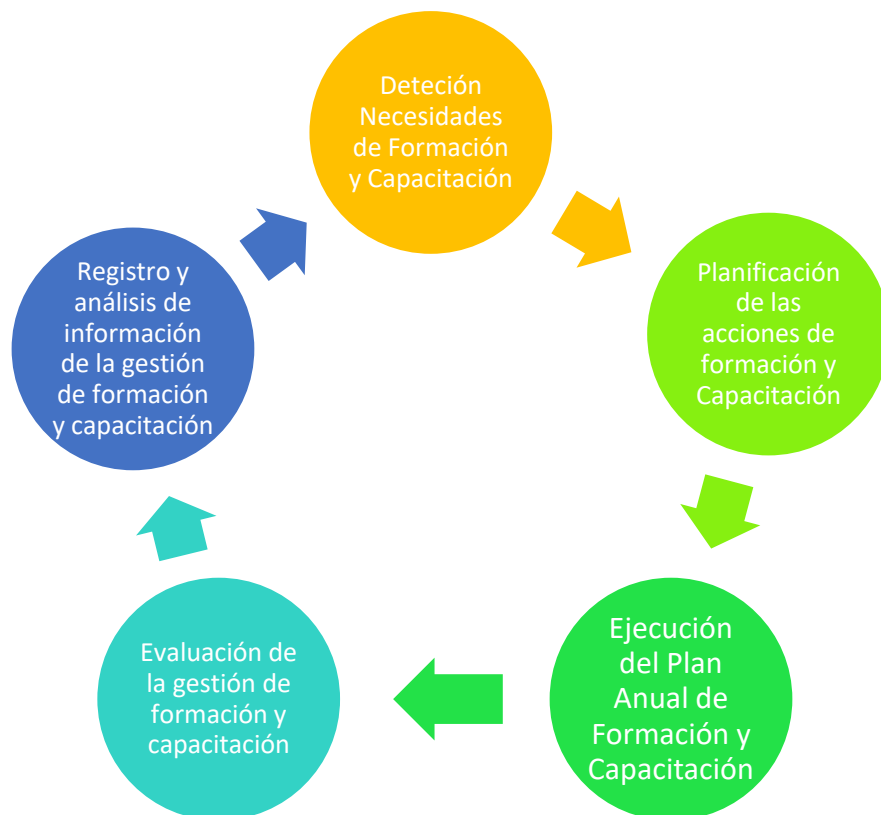 Deteción
Necesidades
de Formación
y Capacitación
Planificación
de las
acciones de
formación y
Capacitación
Ejecución
del Plan
Anual de
Formación y
Capacitación
Evaluación de
la gestión de
formación y
capacitación
Registro y
análisis de
información
de la gestión
de formación
y capacitación